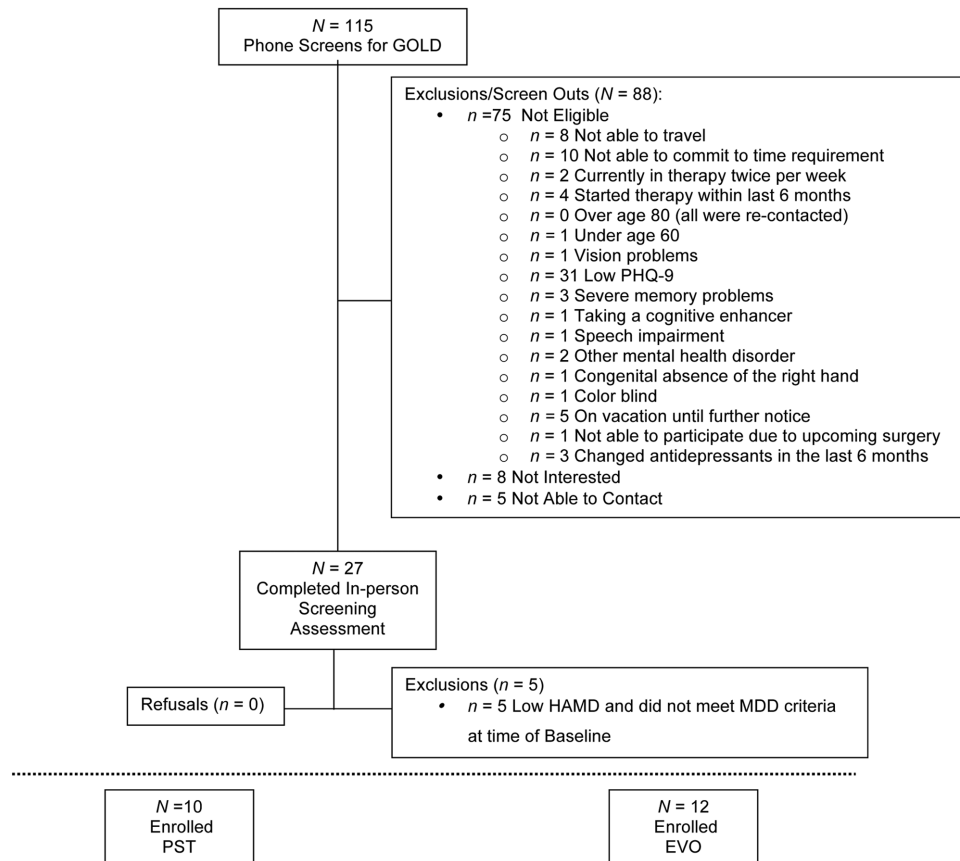 N = 115
Phone Screens for GOLD
Exclusions/Screen Outs (N = 88):
• n =75 Not Eligible
o n = 8 Not able to travel
o n = 10 Not able to commit to time requirement
o n = 2 Currently in therapy twice per week
o n = 4 Started therapy within last 6 months
o n = 0 Over age 80 (all were re-contacted)
o n = 1 Under age 60
o n = 1 Vision problems
o n = 31 Low PHQ-9
o n = 3 Severe memory problems
o n = 1 Taking a cognitive enhancer
o n = 1 Speech impairment
o n = 2 Other mental health disorder
o n = 1 Congenital absence of the right hand
o n = 1 Color blind
o n = 5 On vacation until further notice
o n = 1 Not able to participate due to upcoming surgery
o n = 3 Changed antidepressants in the last 6 months
• n = 8 Not Interested
• n = 5 Not Able to Contact
N = 27
Completed In-person
Screening
Assessment
Refusals (n = 0)
Exclusions (n = 5)
• n = 5 Low HAMD and did not meet MDD criteria
at time of Baseline
N =10
Enrolled
PST
N = 12
Enrolled
EVO